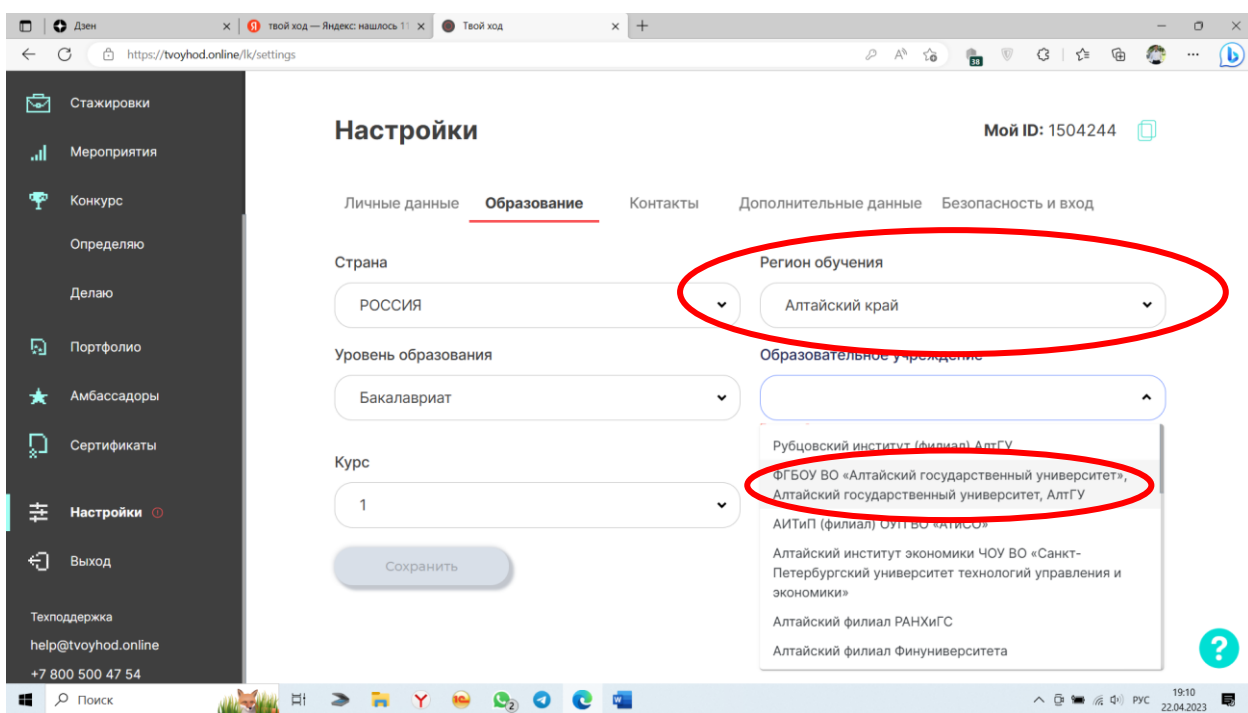 Дзен
твой ход — Яндекс: нашлось 11
Твой ход
https://tvoyhod.online/lk/settings
38
Стажировки
Мероприятия
Конкурс
Определяю
Делаю
Портфолио
Амбассадоры
Сертификаты
Настройки
Выход
Техподдержка
help@tvoyhod.online
+7 800 500 47 54
Настройки
Мой ID: 1504244
Личные данные
Образование
Контакты
Дополнительные данные
Безопасность и вход
Страна
РОССИЯ
Регион обучения
Алтайский край
Уровень образования
Бакалавриат
Образовательное учреждение
Курс
1
Сохранить
Рубцовский институт (филиал) АлтГУ
ФГБОУ ВО «Алтайский государственный университет»,
Алтайский государственный университет, АлтГУ
АИТиП (филиал) ОУП ВО «АТиСО»
Алтайский институт экономики ЧОУ ВО «Санкт-
Петербургский университет технологий управления и
экономики»
Алтайский филиал РАНХиГС
Алтайский филиал Финуниверситета
?
Поиск
2
РУС
19:10
22.04.2023